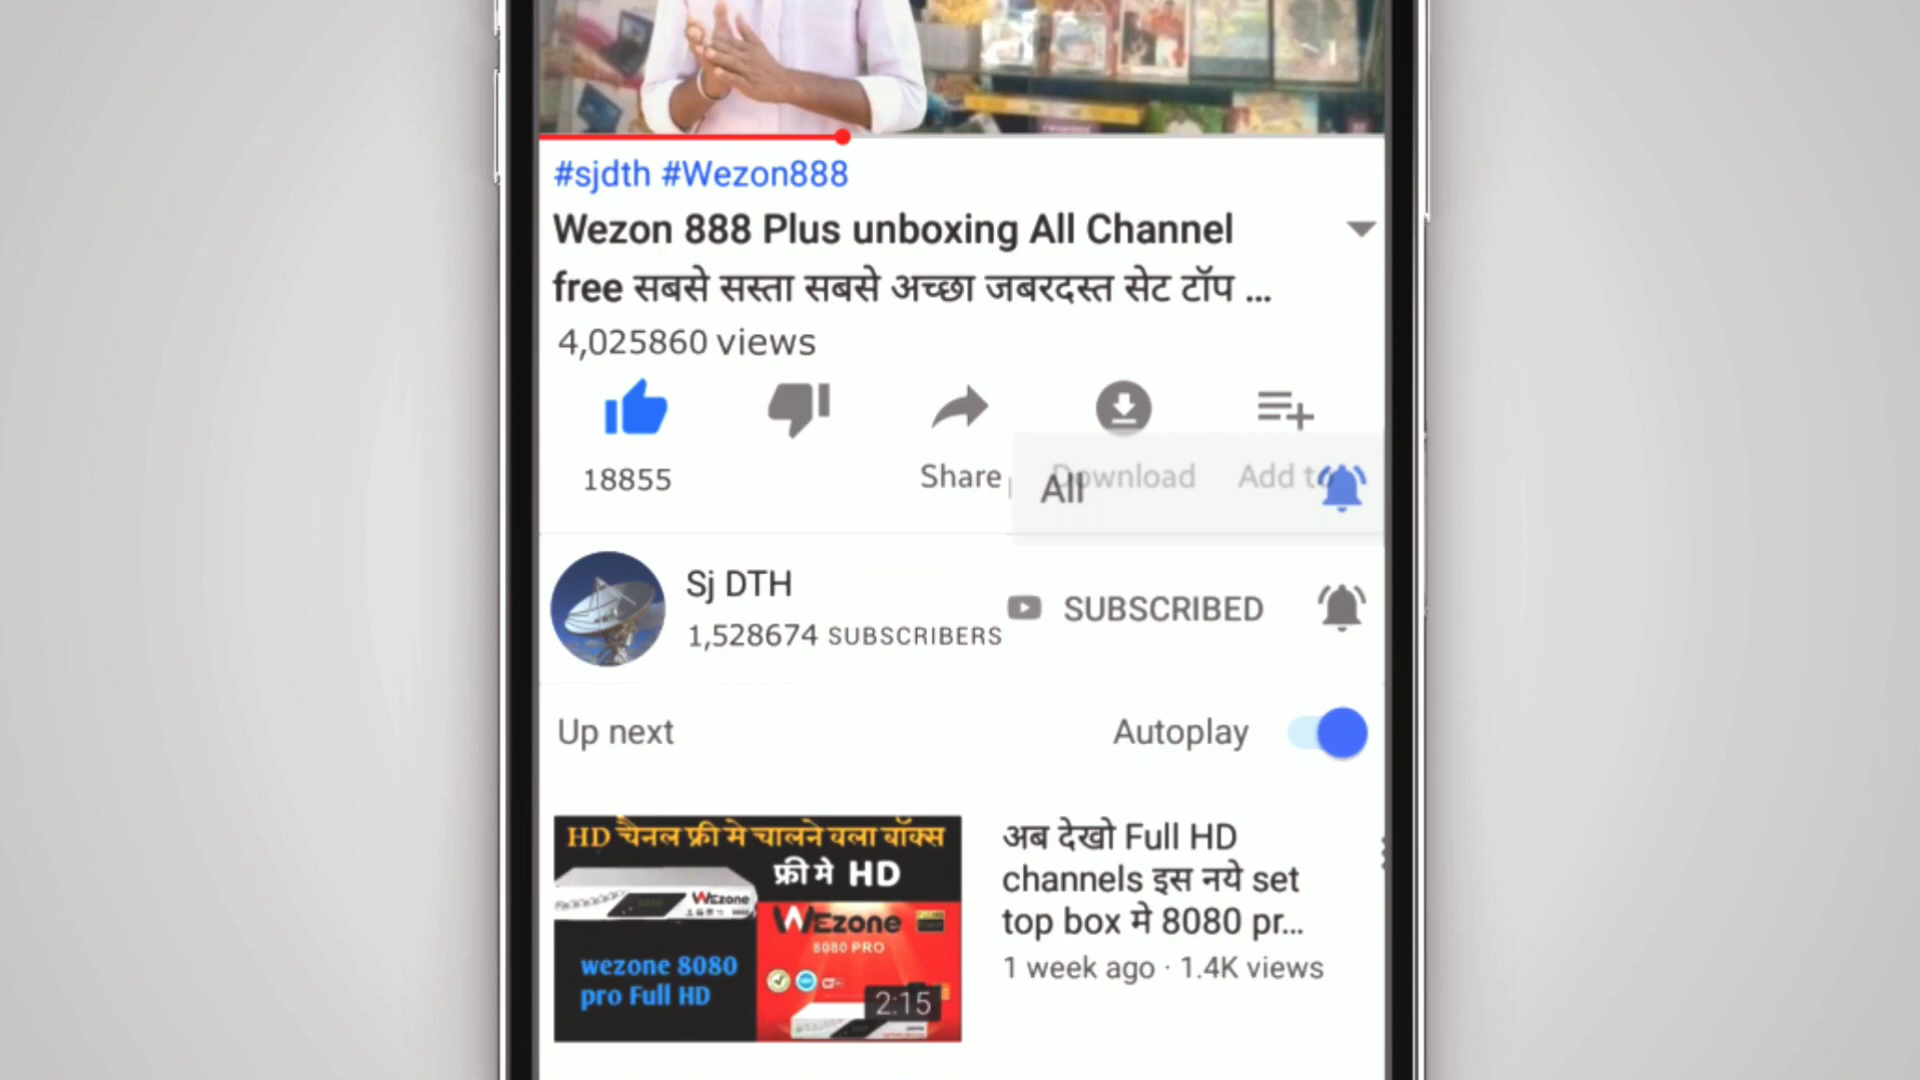 #sjdth #Wezon888
Wezon 888 Plus unboxing All Channel
free सबसे सस्ता सबसे अच्छा जबरदस्त सेट टॉप ...
4,025860 views
18855
Share
Download
Add to
All
Sj DTH
1,528674 SUBSCRIBERS
SUBSCRIBED
Up next
Autoplay
HD चैनल फ्री मे चालने वला बॉक्स
फ्री मे HD
WEzone
WEzone
8080 PRO
wezone 8080
pro Full HD
2:15
अब देखो Full HD
channels इस नये set
top box मे 8080 pr...
1 week ago · 1.4K views